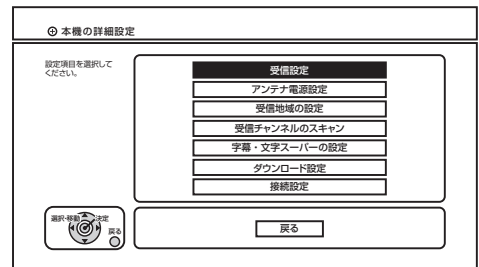 本機の詳細設定
設定項目を選択して
ください。
受信設定
アンテナ電源設定
受信地域の設定
受信チャンネルのスキャン
字幕・文字スーパーの設定
ダウンロード設定
接続設定
選択・移動
決定
戻る
戻る